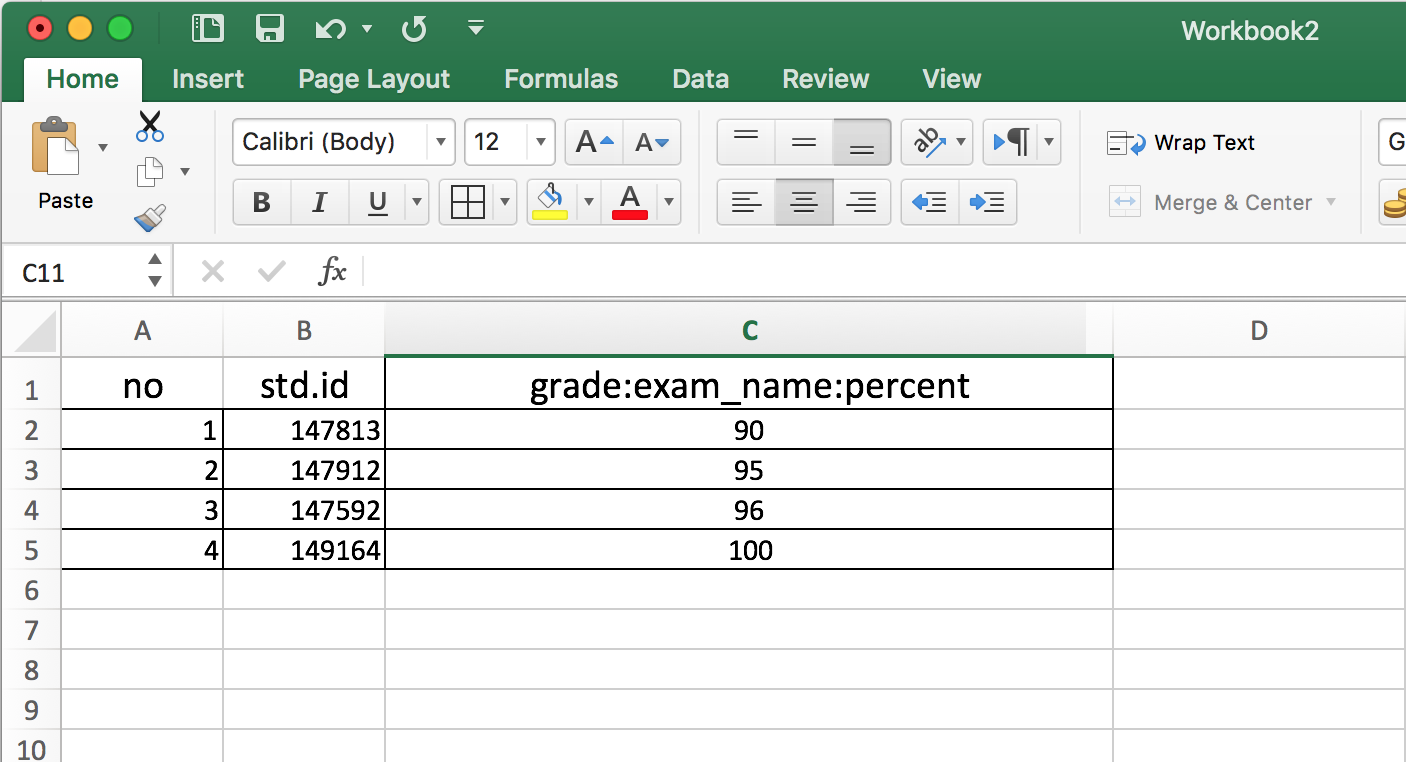 Workbook2
Home Insert Page Layout Formulas Data Review View
Calibri (Body) 12 A A ab Wrap Text G
Paste B I U A Merge & Center
C11 fx
A B C D
1 no std.id grade:exam_name:percent
2 1 147813 90
3 2 147912 95
4 3 147592 96
5 4 149164 100
6
7
8
9
10